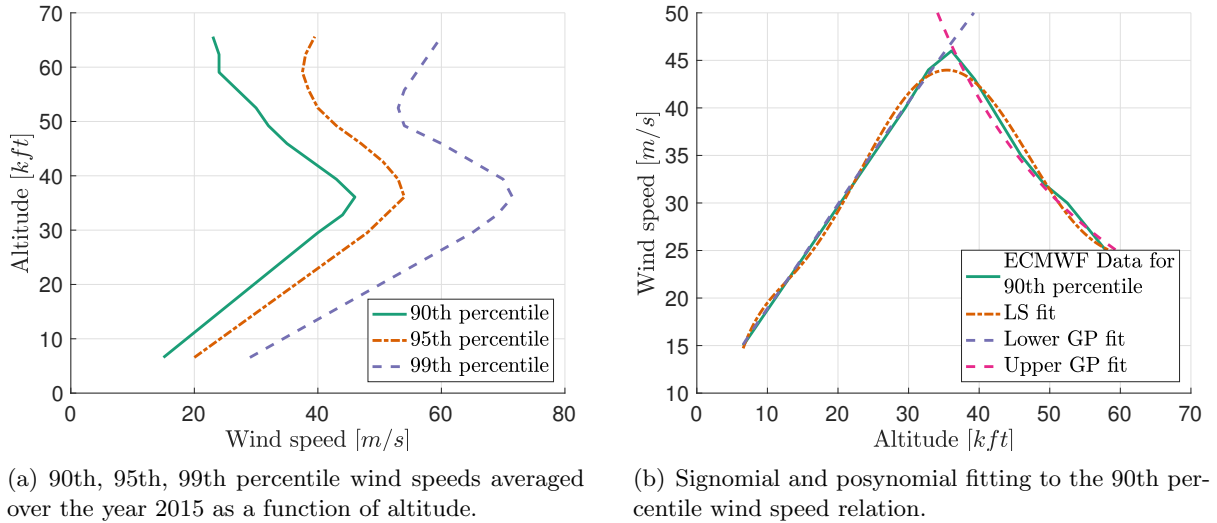 70
60
50
40
30
20
10
0
Altitude [kft]
0 20 40 60 80
Wind speed [m/s]
90th percentile
95th percentile
99th percentile
50
45
40
35
30
25
20
15
10
Wind speed [m/s]
0 10 20 30 40 50 60 70
Altitude [kft]
ECMWF Data for
90th percentile
LS fit
Lower GP fit
Upper GP fit
(a) 90th, 95th, 99th percentile wind speeds averaged
over the year 2015 as a function of altitude.
(b) Signomial and posynomial fitting to the 90th per-
centile wind speed relation.